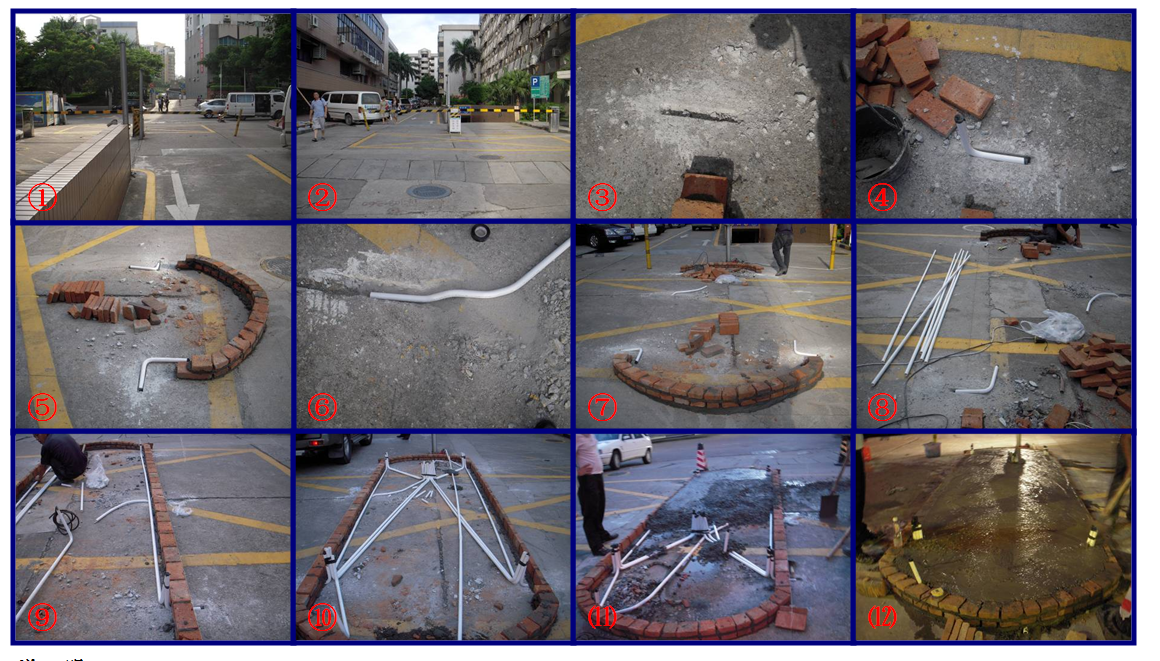 ① ② ③ ④
P
⑤ ⑥ ⑦ ⑧
⑨ ⑩ ⑪ ⑫